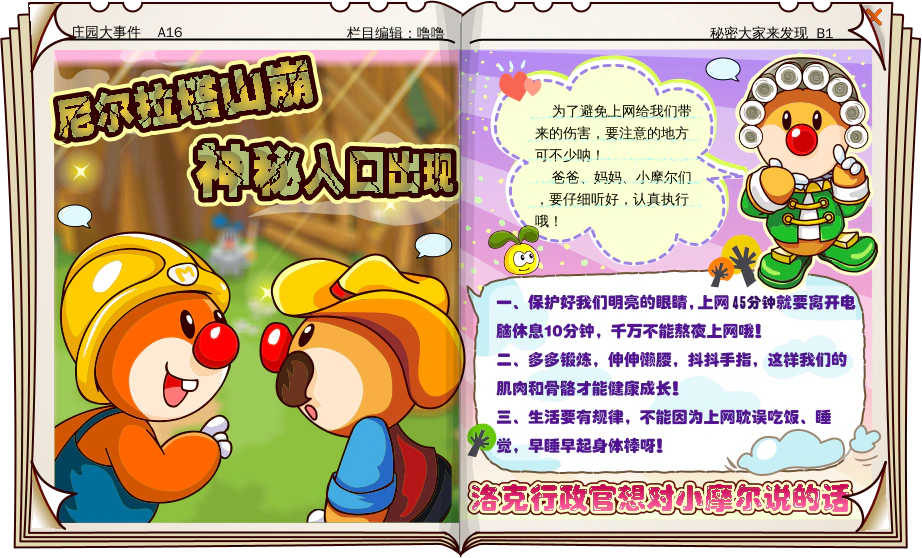 庄园大事件 A16
栏目编辑：噜噜
尼尔拉塔山崩
神秘入口出现
M
秘密大家来发现 B1
为了避免上网给我们带
来的伤害，要注意的地方
可不少呐！
爸爸、妈妈、小摩尔们
，要仔细听好，认真执行
哦！
一、保护好我们明亮的眼睛，上网45分钟就要离开电
脑休息10分钟，千万不能熬夜上网哦！
二、多多锻炼，伸伸懒腰，抖抖手指，这样我们的
肌肉和骨骼才能健康成长！
三、生活要有规律，不能因为上网耽误吃饭、睡
觉，早睡早起身体棒呀！
洛克行政官想对小摩尔说的话